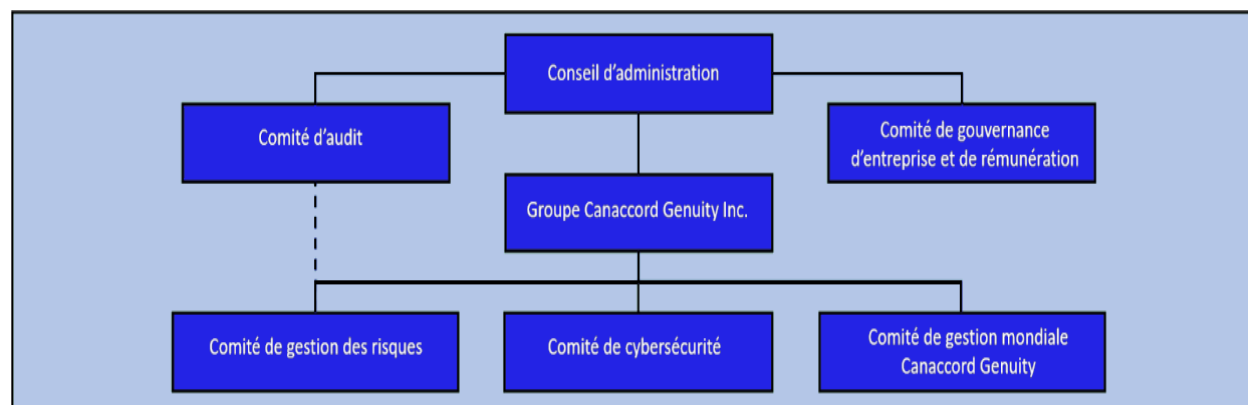 Conseil d’administration
Comité d’audit
Comité de gouvernance
d’entreprise et de rémunération
Groupe Canaccord Genuity Inc.
Comité de gestion des risques
Comité de cybersécurité
Comité de gestion mondiale
Canaccord Genuity